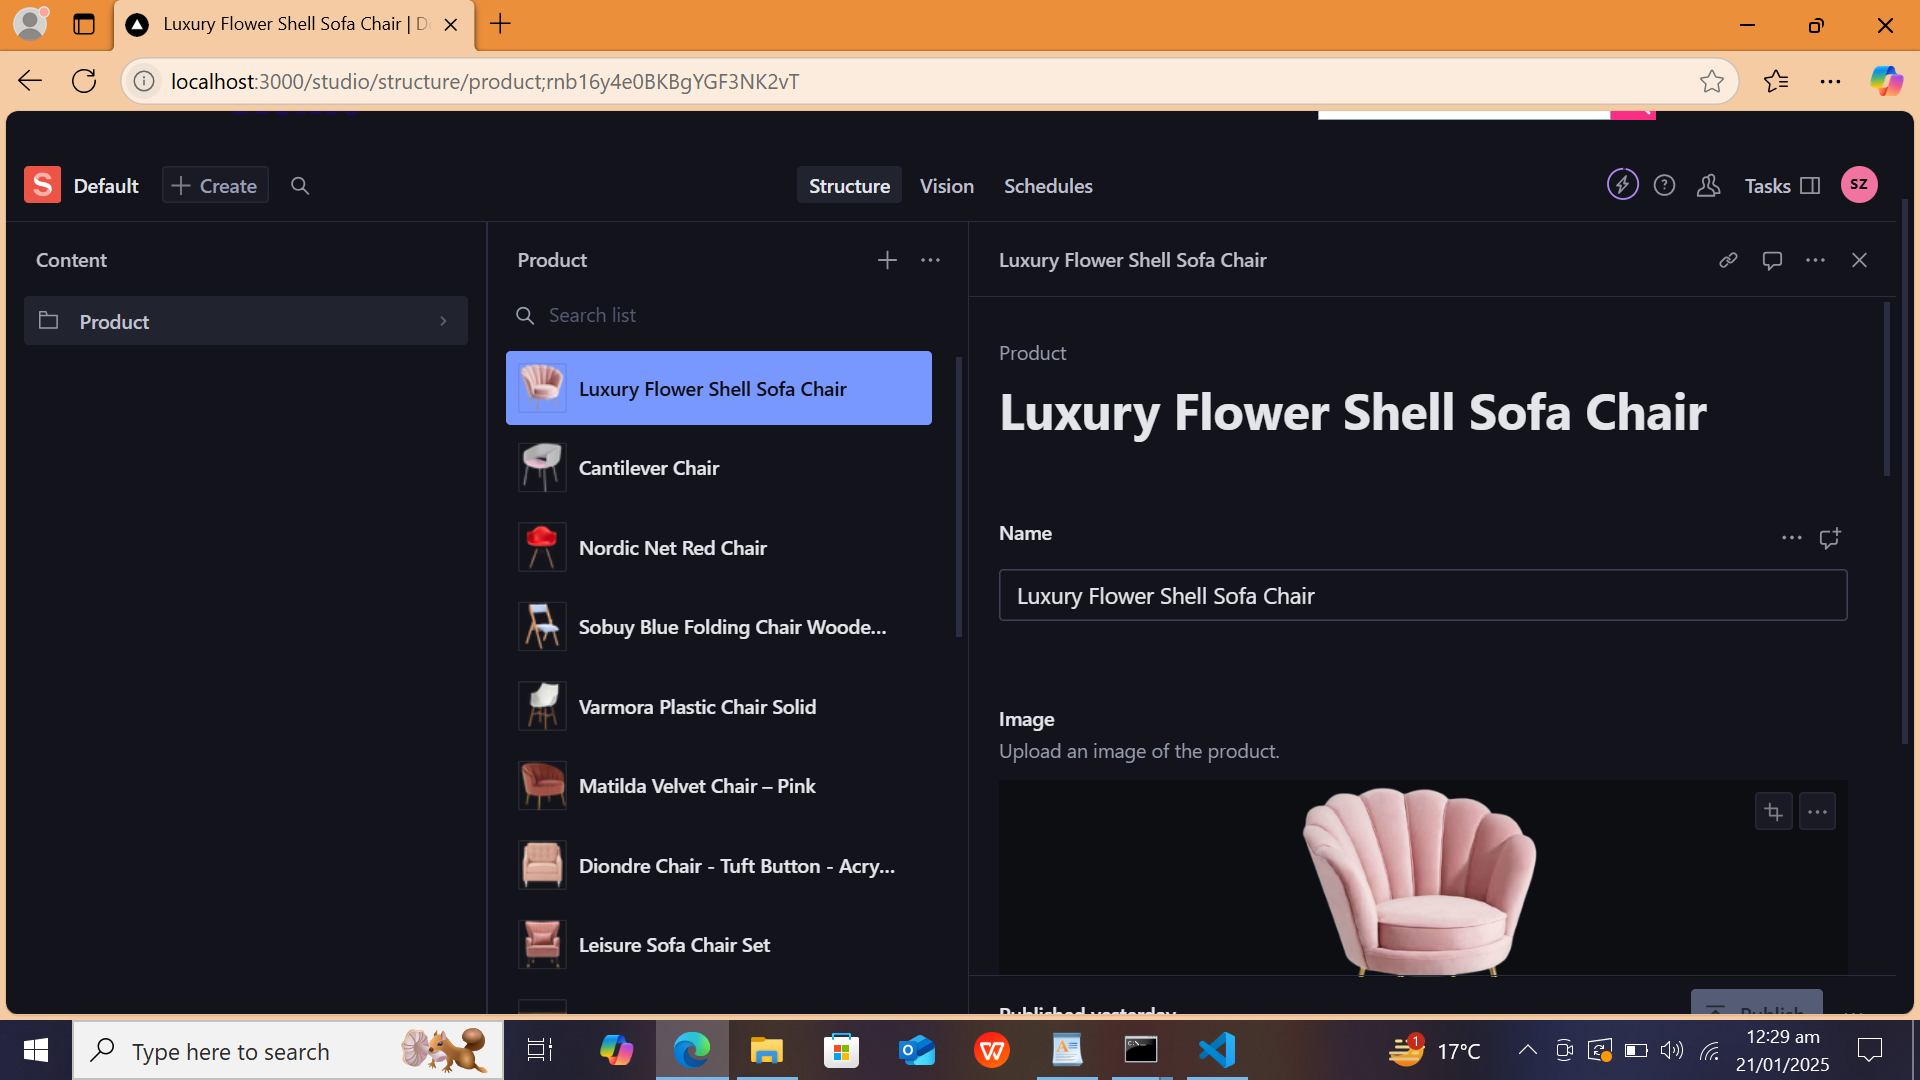 Luxury Flower Shell Sofa Chair | D
localhost:3000/studio/structure/product;rnb16y4e0BKBgYGF3NK2vT
S Default
Create
Structure
Vision
Schedules
Tasks
SZ
Content
Product
Product
Search list
Luxury Flower Shell Sofa Chair
Cantilever Chair
Nordic Net Red Chair
Sobuy Blue Folding Chair Woode...
Varmora Plastic Chair Solid
Matilda Velvet Chair – Pink
Diondre Chair - Tuft Button - Acry...
Leisure Sofa Chair Set
Luxury Flower Shell Sofa Chair
Product
Luxury Flower Shell Sofa Chair
Name
Luxury Flower Shell Sofa Chair
Image
Upload an image of the product.
Published yesterday
Publish
Type here to search
1
17°C
12:29 am
21/01/2025